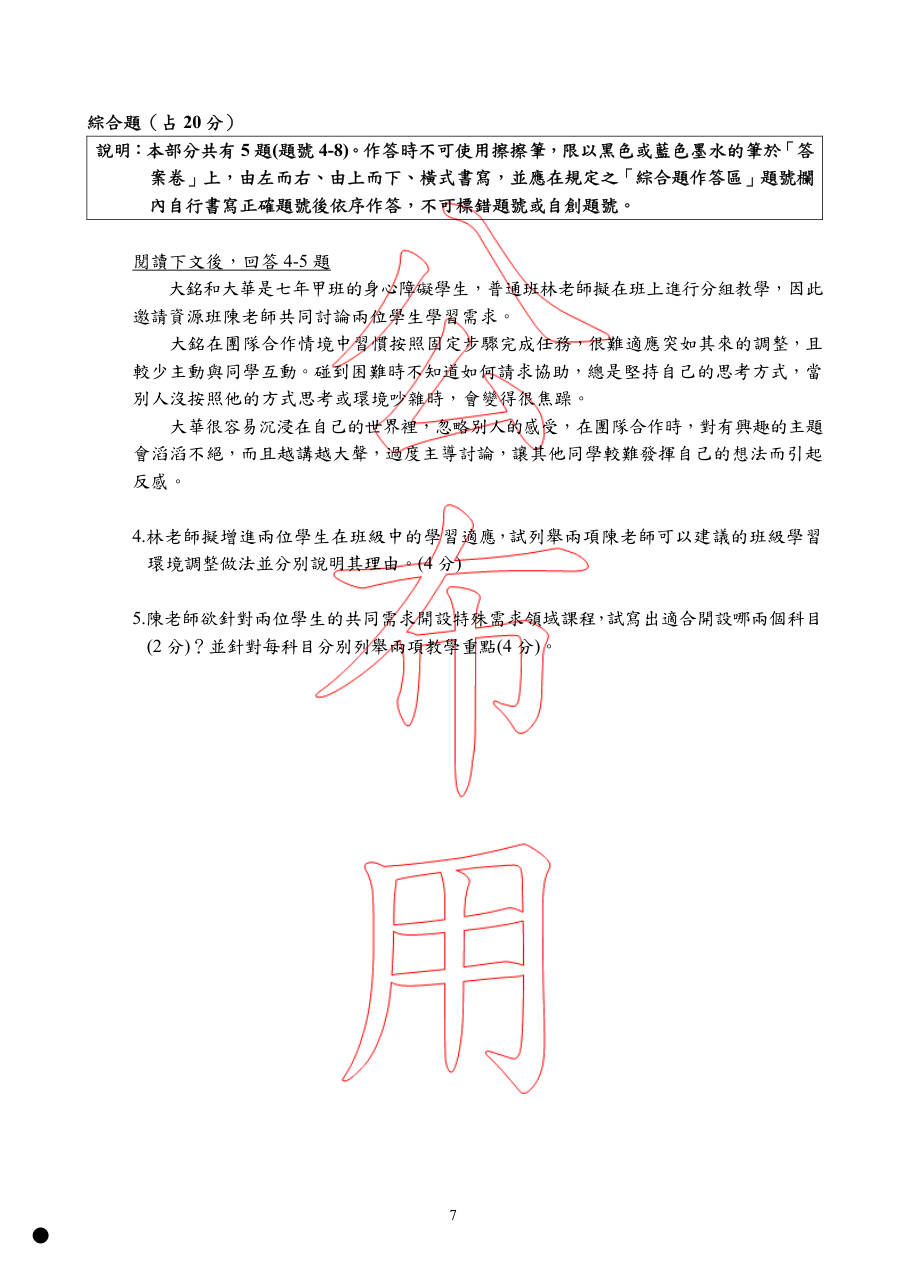 綜合題（占 20 分）
說明：本部分共有 5 題(題號 4-8)。作答時不可使用擦擦筆，限以黑色或藍色墨水的筆於「答
案卷」上，由左而右、由上而下、橫式書寫，並應在規定之「綜合題作答區」題號欄
內自行書寫正確題號後依序作答，不可標錯題號或自創題號。
閱讀下文後，回答 4-5 題
大銘和大華是七年甲班的身心障礙學生，普通班林老師擬在班上進行分組教學，因此
邀請資源班陳老師共同討論兩位學生學習需求。
大銘在團隊合作情境中習慣按照固定步驟完成任務，很難適應突如其來的調整，且
較少主動與同學互動。碰到困難時不知道如何請求協助，總是堅持自己的思考方式，當
別人沒按照他的方式思考或環境吵雜時，會變得很焦躁。
大華很容易沉浸在自己的世界裡，忽略別人的感受，在團隊合作時，對有興趣的主題
會滔滔不絕，而且越講越大聲，過度主導討論，讓其他同學較難發揮自己的想法而引起
反感。
4.林老師擬增進兩位學生在班級中的學習適應，試列舉兩項陳老師可以建議的班級學習
環境調整做法並分別說明其理由。(4 分)
5.陳老師欲針對兩位學生的共同需求開設特殊需求領域課程，試寫出適合開設哪兩個科目
(2 分)？並針對每科目分別列舉兩項教學重點(4 分)。
公
布
用
7